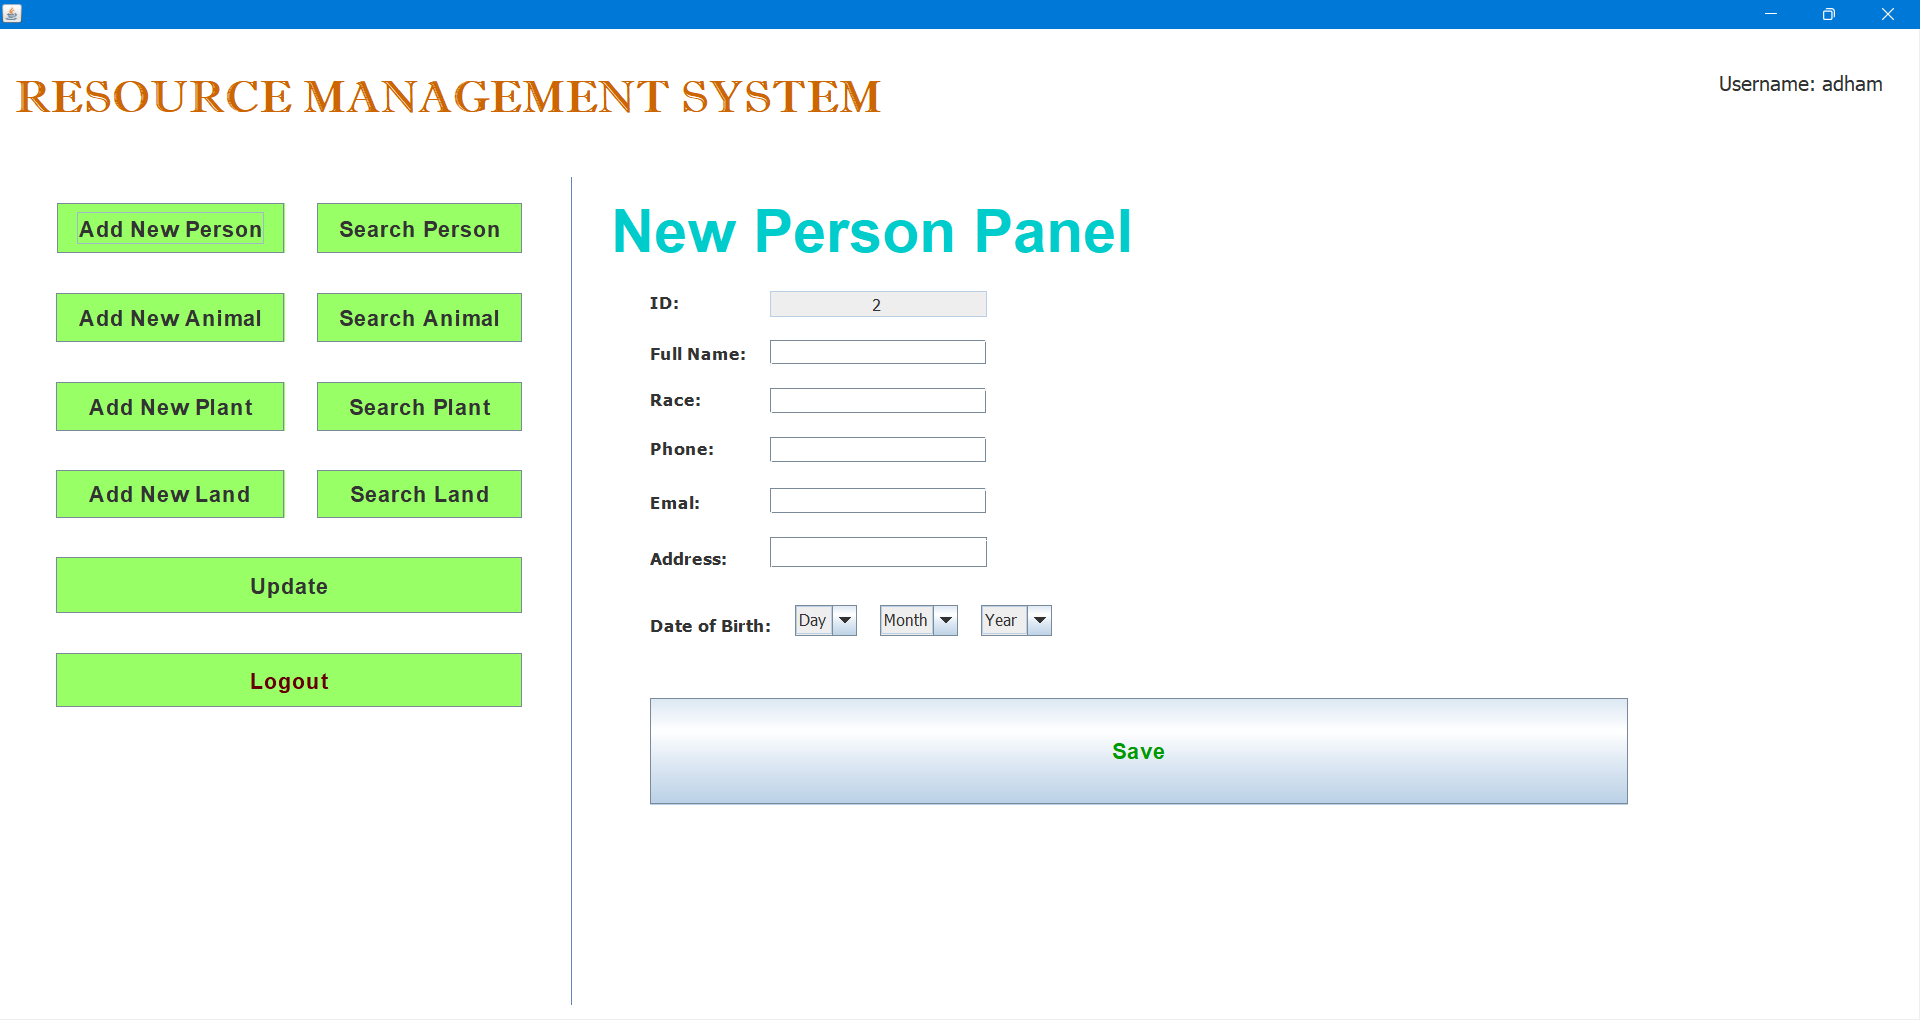 RESOURCE MANAGEMENT SYSTEM
Username: adham
Add New Person
Search Person
Add New Animal
Search Animal
Add New Plant
Search Plant
Add New Land
Search Land
Update
Logout
New Person Panel
ID: 2
Full Name:
Race:
Phone:
Emal:
Address:
Date of Birth: Day Month Year
Save